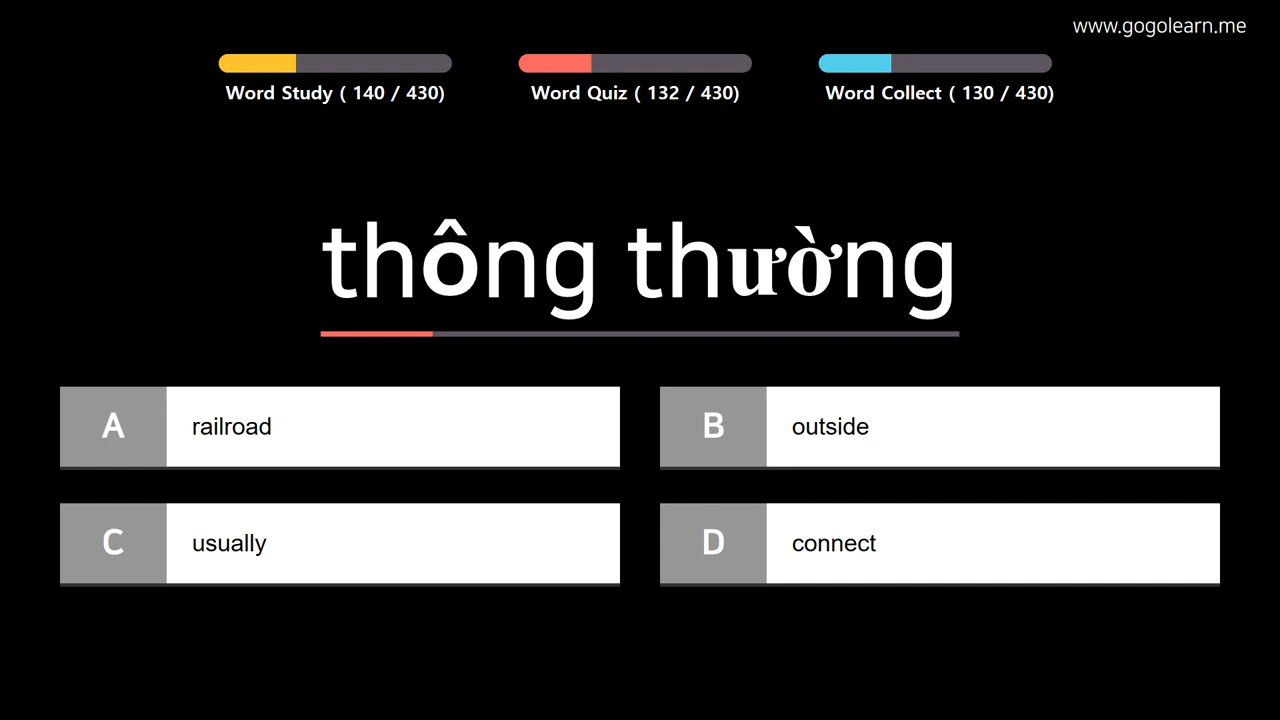 www.gogolearn.me
Word Study ( 140 / 430)
Word Quiz ( 132 / 430)
Word Collect ( 130 / 430)
thông thường
A railroad
B outside
C usually
D connect